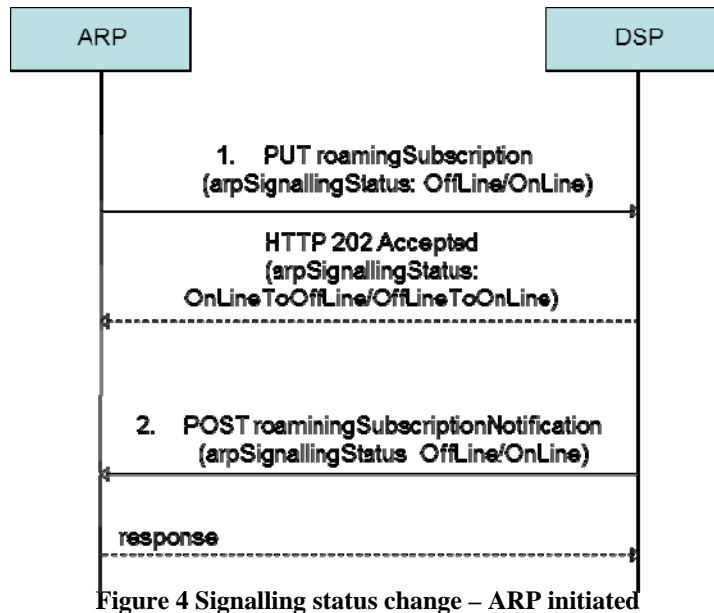 ARP
DSP
1. PUT roamingSubscription
(arpSignallingStatus: OffLine/OnLine)
HTTP 202 Accepted
(arpSignallingStatus:
OnLineToOffLine/OffLineToOnLine)
2. POST roaminingSubscriptionNotification
(arpSignallingStatus OffLine/OnLine)
response
Figure 4 Signalling status change – ARP initiated